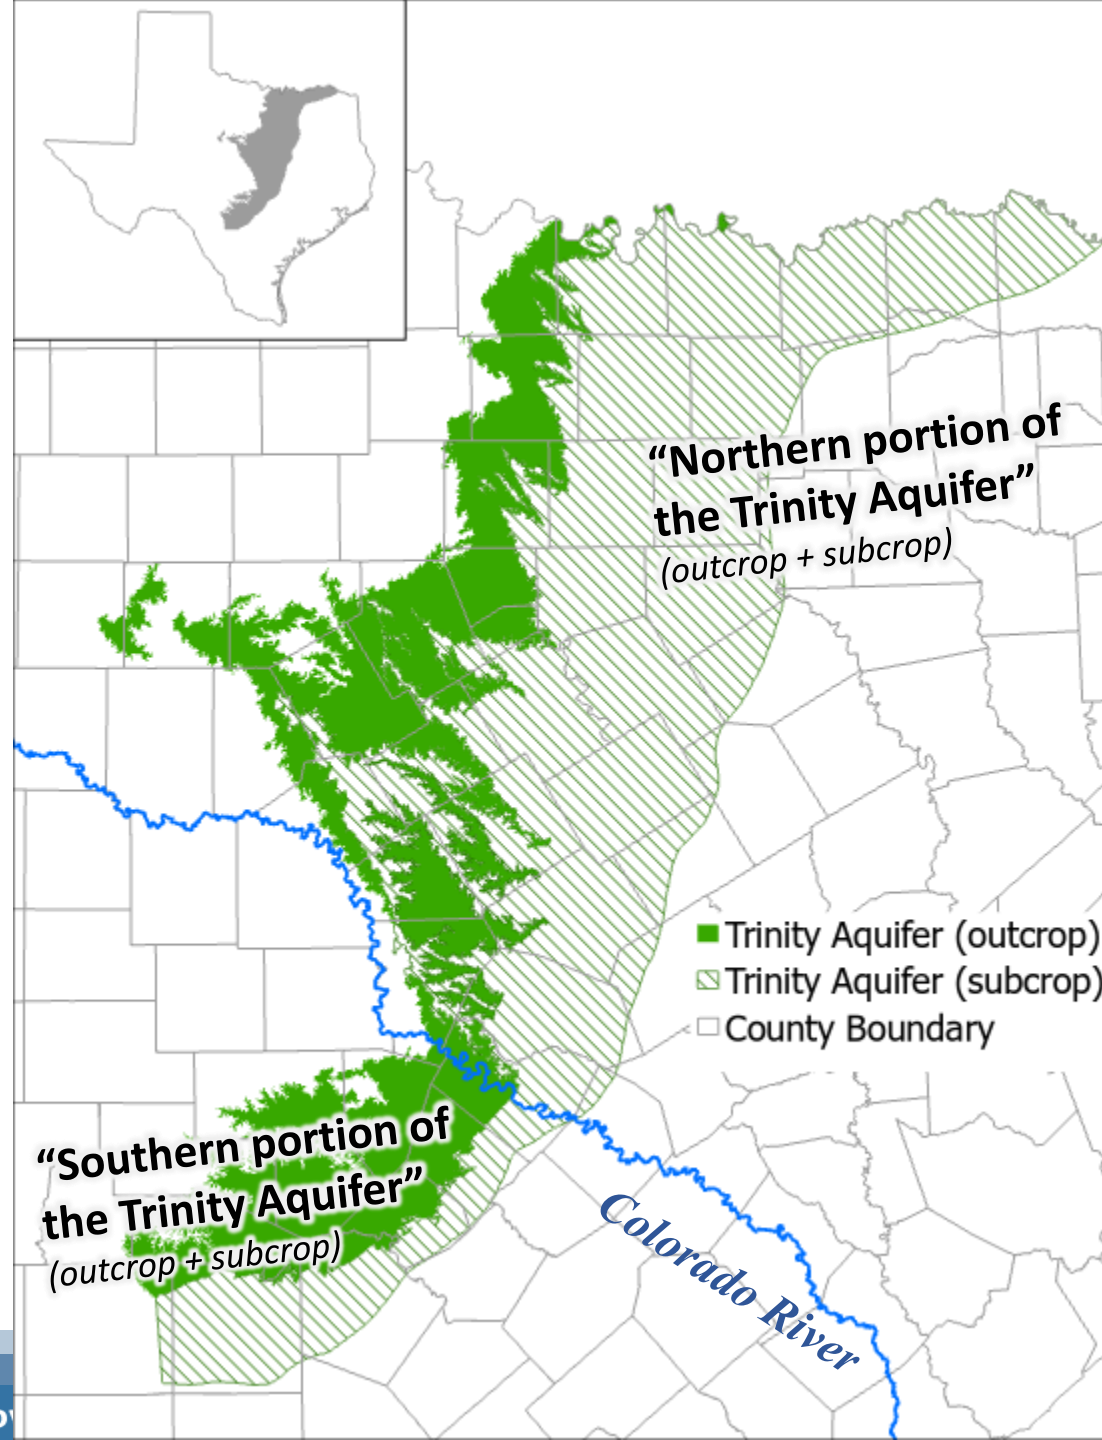 “Northern portion of
the Trinity Aquifer”
(outcrop + subcrop)
Trinity Aquifer (outcrop)
Trinity Aquifer (subcrop)
County Boundary
“Southern portion of
the Trinity Aquifer”
(outcrop + subcrop)
Colorado River